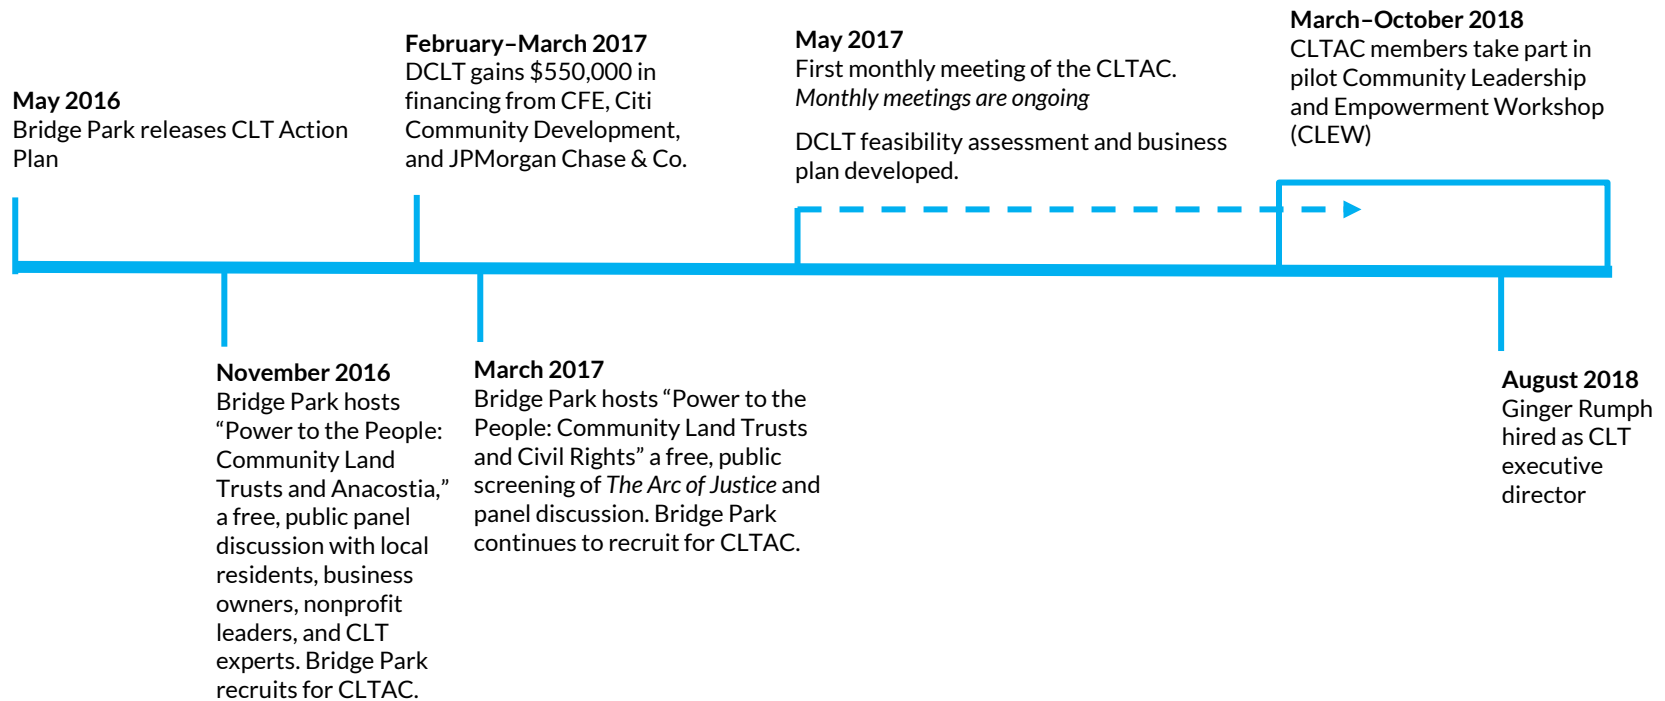 May 2016
Bridge Park releases CLT Action
Plan
February–March 2017
DCLT gains $550,000 in
financing from CFE, Citi
Community Development,
and JPMorgan Chase & Co.
May 2017
First monthly meeting of the CLTAC.
Monthly meetings are ongoing
DCLT feasibility assessment and business
plan developed.
March–October 2018
CLTAC members take part in
pilot Community Leadership
and Empowerment Workshop
(CLEW)
November 2016
Bridge Park hosts
“Power to the People:
Community Land
Trusts and Anacostia,”
a free, public panel
discussion with local
residents, business
owners, nonprofit
leaders, and CLT
experts. Bridge Park
recruits for CLTAC.
March 2017
Bridge Park hosts “Power to the
People: Community Land Trusts
and Civil Rights” a free, public
screening of The Arc of Justice and
panel discussion. Bridge Park
continues to recruit for CLTAC.
August 2018
Ginger Rumph
hired as CLT
executive
director